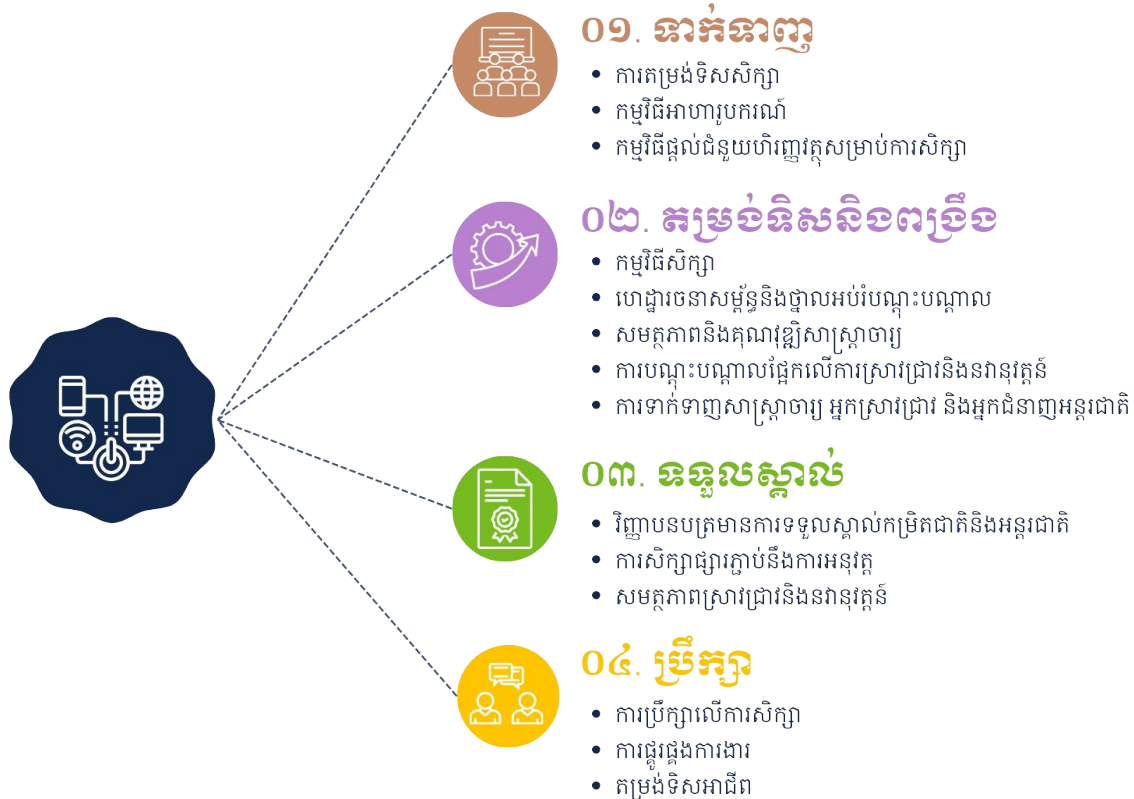 ០១. ទាក់ទាញ
• ការតម្រង់ទិសសិក្សា
• កម្មវិធីអាហារូបករណ៍
• កម្មវិធីផ្តល់ជំនួយហិរញ្ញវត្ថុសម្រាប់ការសិក្សា
០២. តម្រង់ទិសនិងពង្រឹង
• កម្មវិធីសិក្សា
• ហេដ្ឋារចនាសម្ព័ន្ធនិងថ្នាលអប់រំបណ្តុះបណ្តាល
• សមត្ថភាពនិងគុណវុឌ្ឍិសាស្ត្រាចារ្យ
• ការបណ្តុះបណ្តាលផ្អែកលើការស្រាវជ្រាវនិងនវានុវត្តន៍
• ការទាក់ទាញសាស្ត្រាចារ្យ អ្នកស្រាវជ្រាវ និងអ្នកជំនាញអន្តរជាតិ
០៣. ទទួលស្គាល់
• វិញ្ញាបនបត្រមានការទទួលស្គាល់កម្រិតជាតិនិងអន្តរជាតិ
• ការសិក្សាផ្សារភ្ជាប់នឹងការអនុវត្ត
• សមត្ថភាពស្រាវជ្រាវនិងនវានុវត្តន៍
០៤. ប្រឹក្សា
• ការប្រឹក្សាលើការសិក្សា
• ការផ្គូរផ្គងការងារ
• តម្រង់ទិសអាជីព